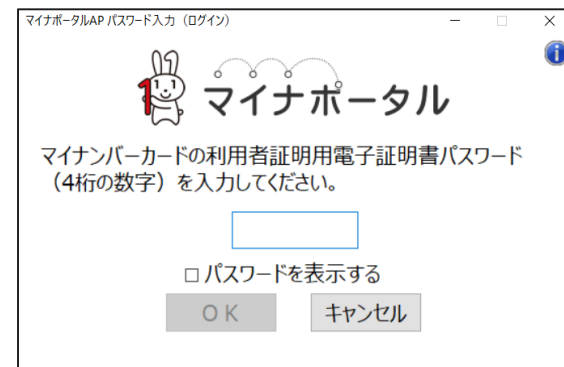 マイナポータルAP パスワード入力（ログイン）
マイナポータル
マイナンバーカードの利用者証明用電子証明書パスワード
（4桁の数字）を入力してください。
パスワードを表示する
ＯＫ
キャンセル